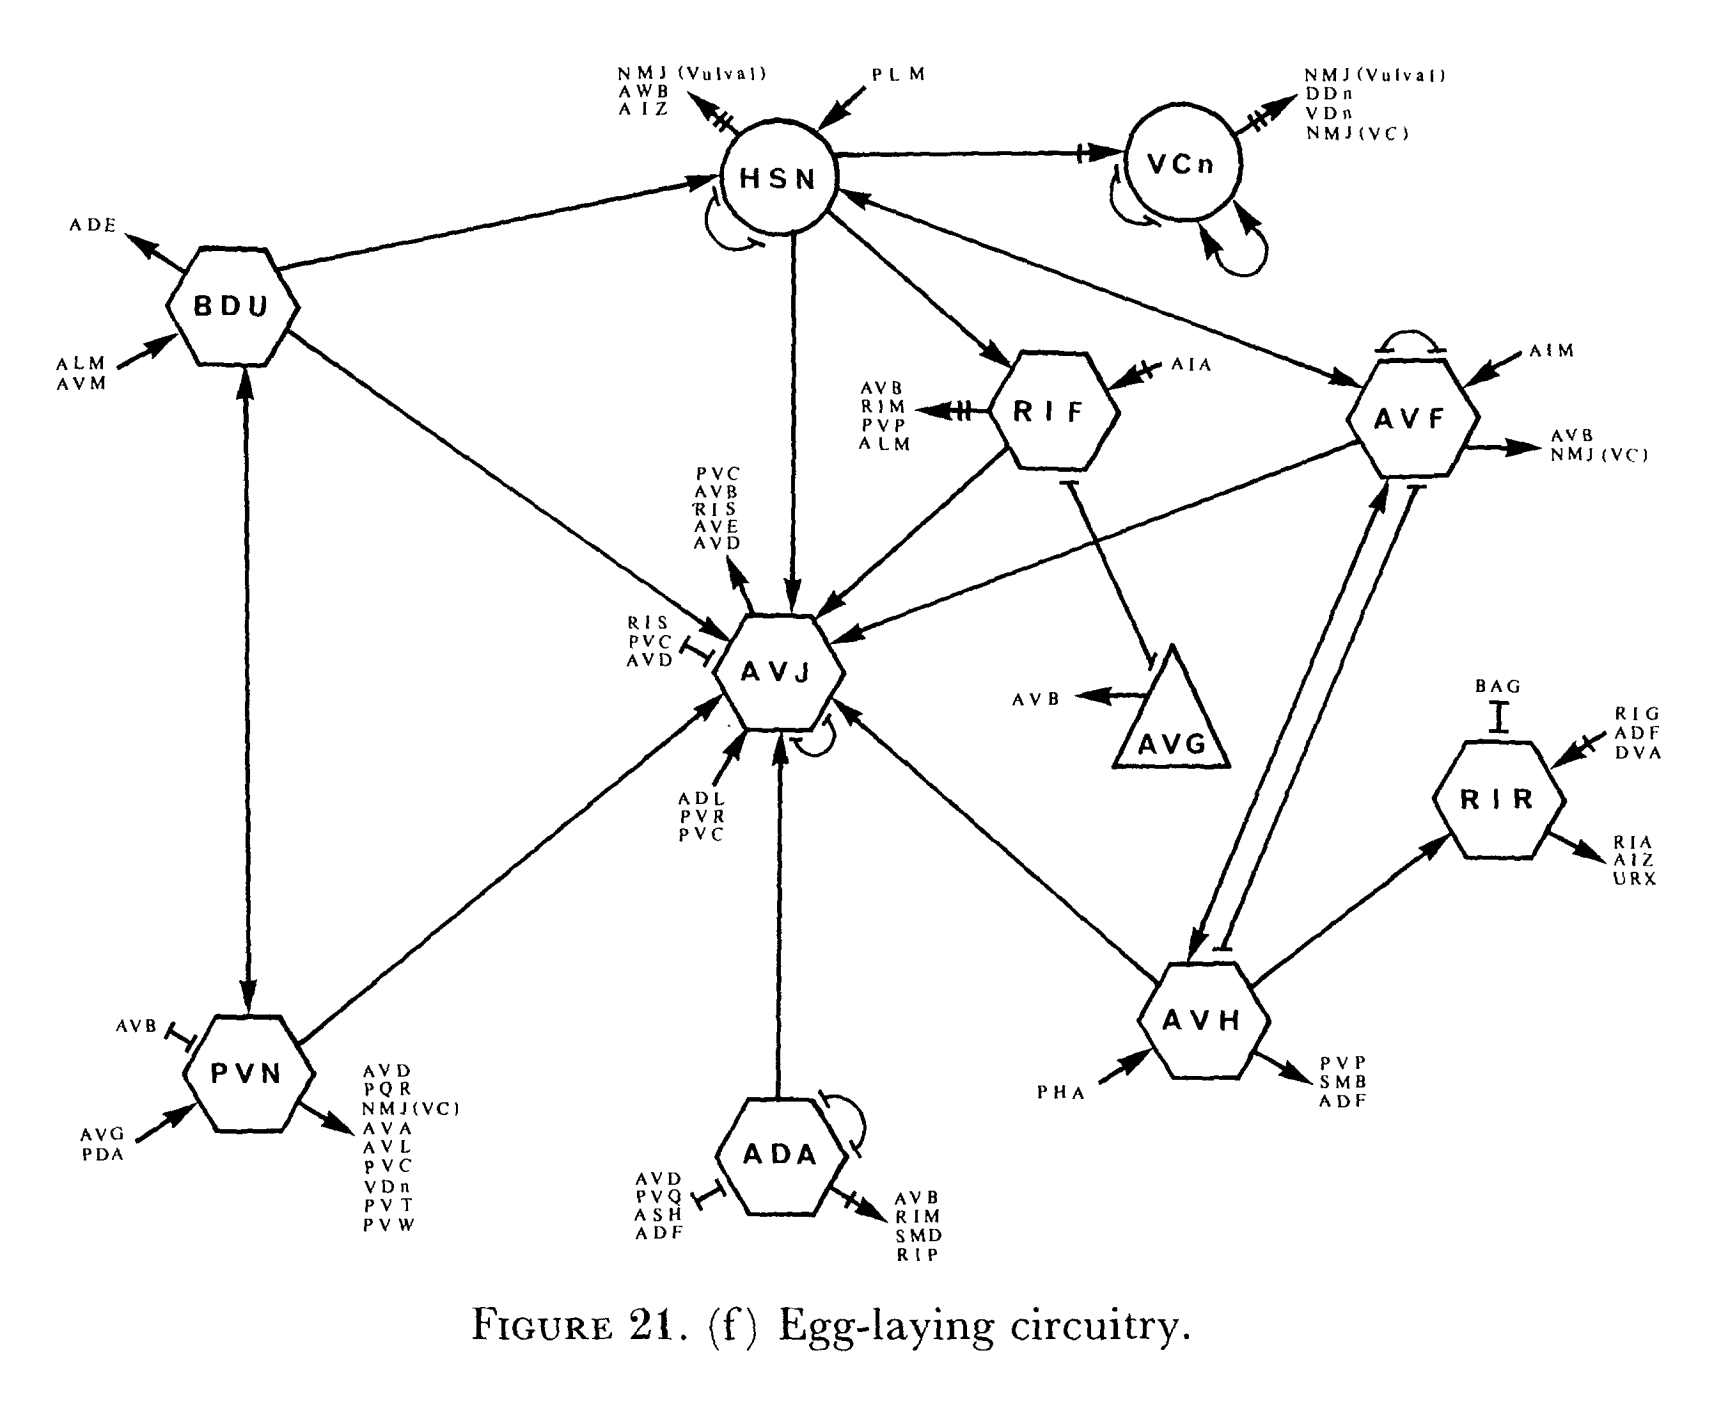 NMJ (Vulval)
AWB
AIZ
PLM
NMJ (Vulval)
DDn
VDn
NMJ (VC)
HSN
VCn
ADE
BDU
ALM
AVM
AIA
AVB
RIM
PVP
ALM
RIF
AIM
AVF
AVB
NMJ (VC)
PVC
AVB
RIS
AVE
AVD
RIS
PVC
AVD
AVJ
AVB
AVG
BAG
RIG
ADF
DVA
RIR
RIA
AIZ
URX
ADL
PVR
PVC
AVB
PVN
AVG
PDA
AVD
PQR
NMJ (VC)
AVA
AVL
PVC
VDn
PVT
PVW
AVH
PHA
PVP
SMB
ADF
ADA
AVD
PVQ
ASH
ADF
AVB
RIM
SMD
RIP
FIGURE 21. (f) Egg-laying circuitry.